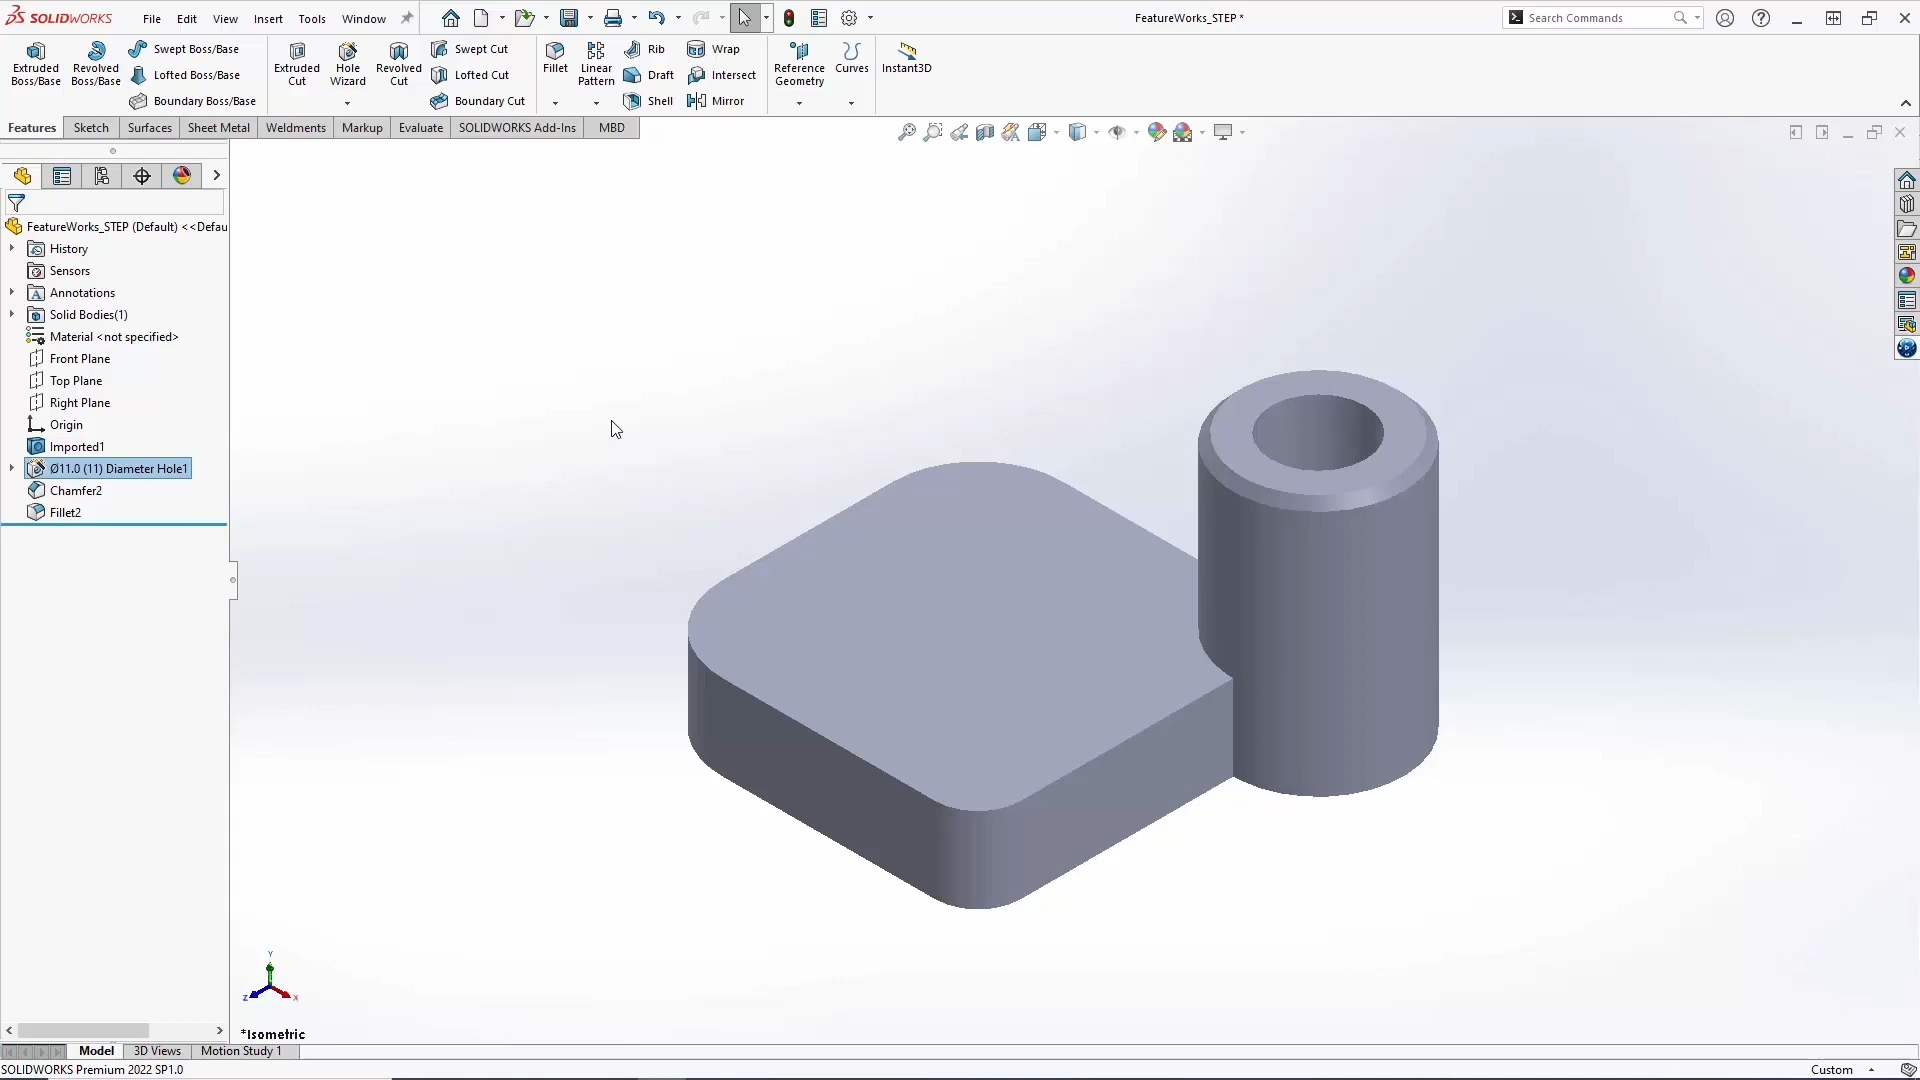 SOLIDWORKS
File Edit View Insert Tools Window
FeatureWorks_STEP *
Search Commands
Extruded Boss/Base
Revolved Boss/Base
Swept Boss/Base
Lofted Boss/Base
Boundary Boss/Base
Extruded Cut
Hole Wizard
Revolved Cut
Swept Cut
Lofted Cut
Boundary Cut
Fillet
Linear Pattern
Rib
Draft
Shell
Wrap
Intersect
Mirror
Reference Geometry
Curves
Instant3D
Features Sketch Surfaces Sheet Metal Weldments Markup Evaluate SOLIDWORKS Add-Ins MBD
FeatureWorks_STEP (Default) <<Defau
History
Sensors
Annotations
Solid Bodies(1)
Material <not specified>
Front Plane
Top Plane
Right Plane
Origin
Imported1
Ø11.0 (11) Diameter Hole1
Chamfer2
Fillet2
Y
Z X
*Isometric
Model 3D Views Motion Study 1
SOLIDWORKS Premium 2022 SP1.0
Custom